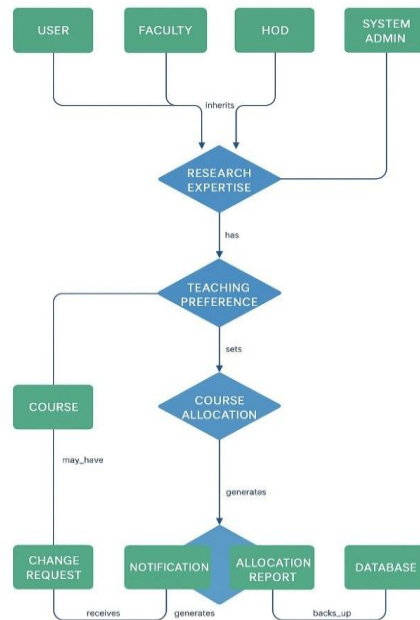 USER
FACULTY
HOD
SYSTEM
ADMIN
inherits
RESEARCH
EXPERTISE
has
TEACHING
PREFERENCE
sets
COURSE
COURSE
ALLOCATION
may_have
generates
CHANGE
REQUEST
NOTIFICATION
ALLOCATION
REPORT
DATABASE
receives
generates
backs_up